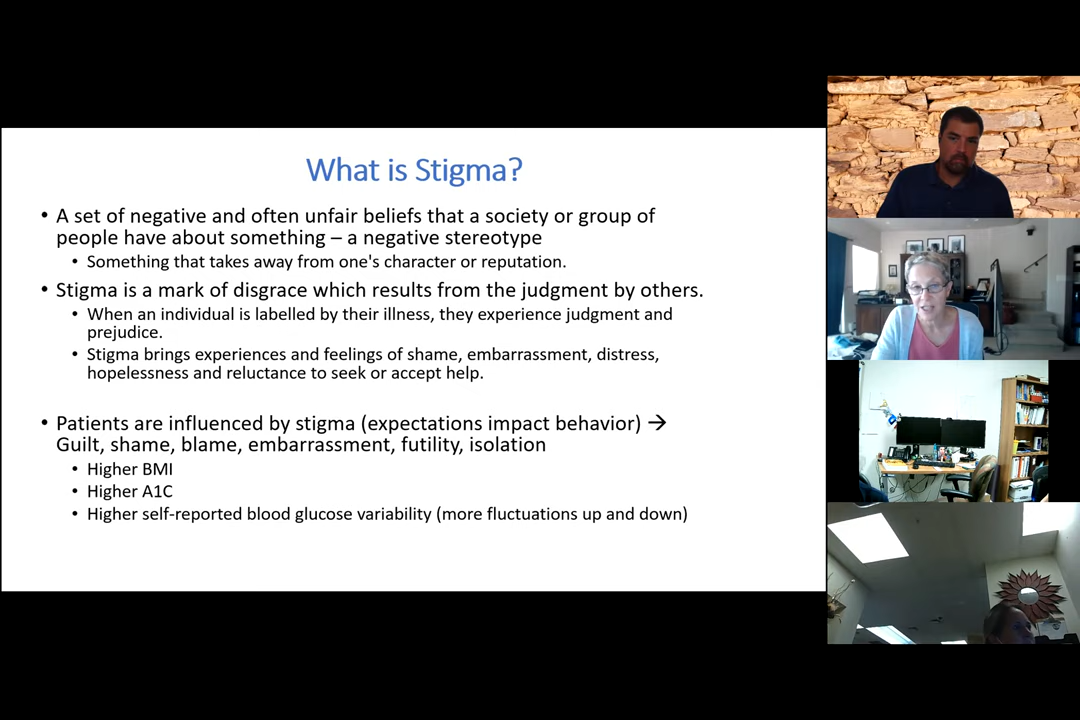 What is Stigma?
• A set of negative and often unfair beliefs that a society or group of
people have about something – a negative stereotype
• Something that takes away from one's character or reputation.
• Stigma is a mark of disgrace which results from the judgment by others.
• When an individual is labelled by their illness, they experience judgment and
prejudice.
• Stigma brings experiences and feelings of shame, embarrassment, distress,
hopelessness and reluctance to seek or accept help.
• Patients are influenced by stigma (expectations impact behavior) →
Guilt, shame, blame, embarrassment, futility, isolation
• Higher BMI
• Higher A1C
• Higher self-reported blood glucose variability (more fluctuations up and down)